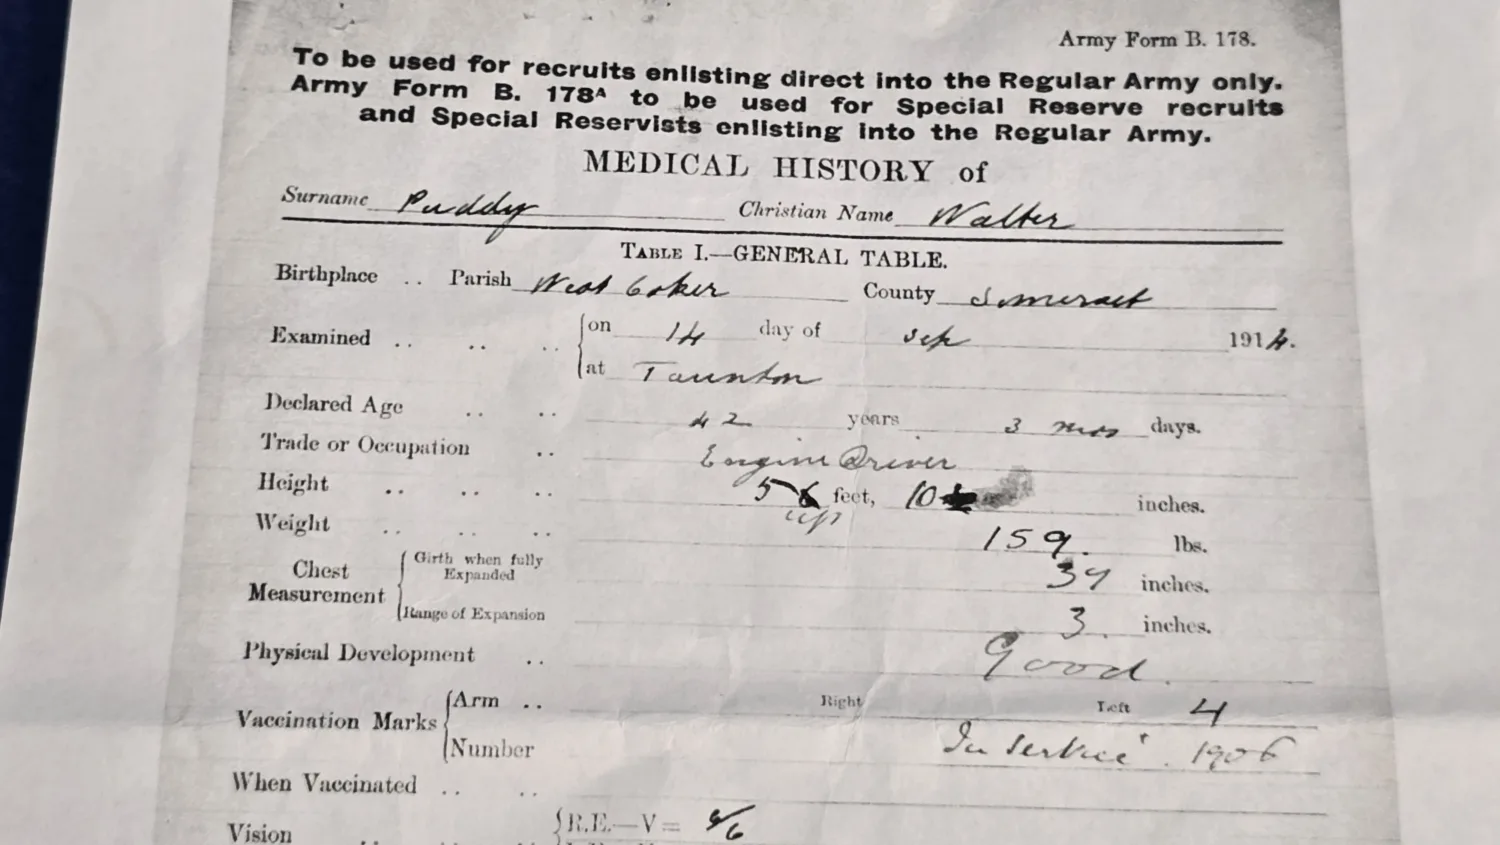 Army Form B. 178.
To be used for recruits enlisting direct into the Regular Army only.
Army Form B. 178A to be used for Special Reserve recruits
and Special Reservists enlisting into the Regular Army.
MEDICAL HISTORY of
Surname Puddy Christian Name Walter
TABLE I.—GENERAL TABLE.
Birthplace .. Parish West Coker County Somerset
Examined .. .. .. on 14 day of Sep 1914.
at Taunton
Declared Age .. .. 42 years 3 mos days.
Trade or Occupation .. Engine Driver
Height .. .. .. 5 feet, 10 inches.
Weight .. .. .. 159. lbs.
Chest Measurement Girth when fully Expanded 39 inches.
Range of Expansion 3. inches.
Physical Development .. Good.
Vaccination Marks Arm .. Right Left 4
Number In Service. 1906
When Vaccinated .. ..
Vision .. .. R.E.—V= 6/6